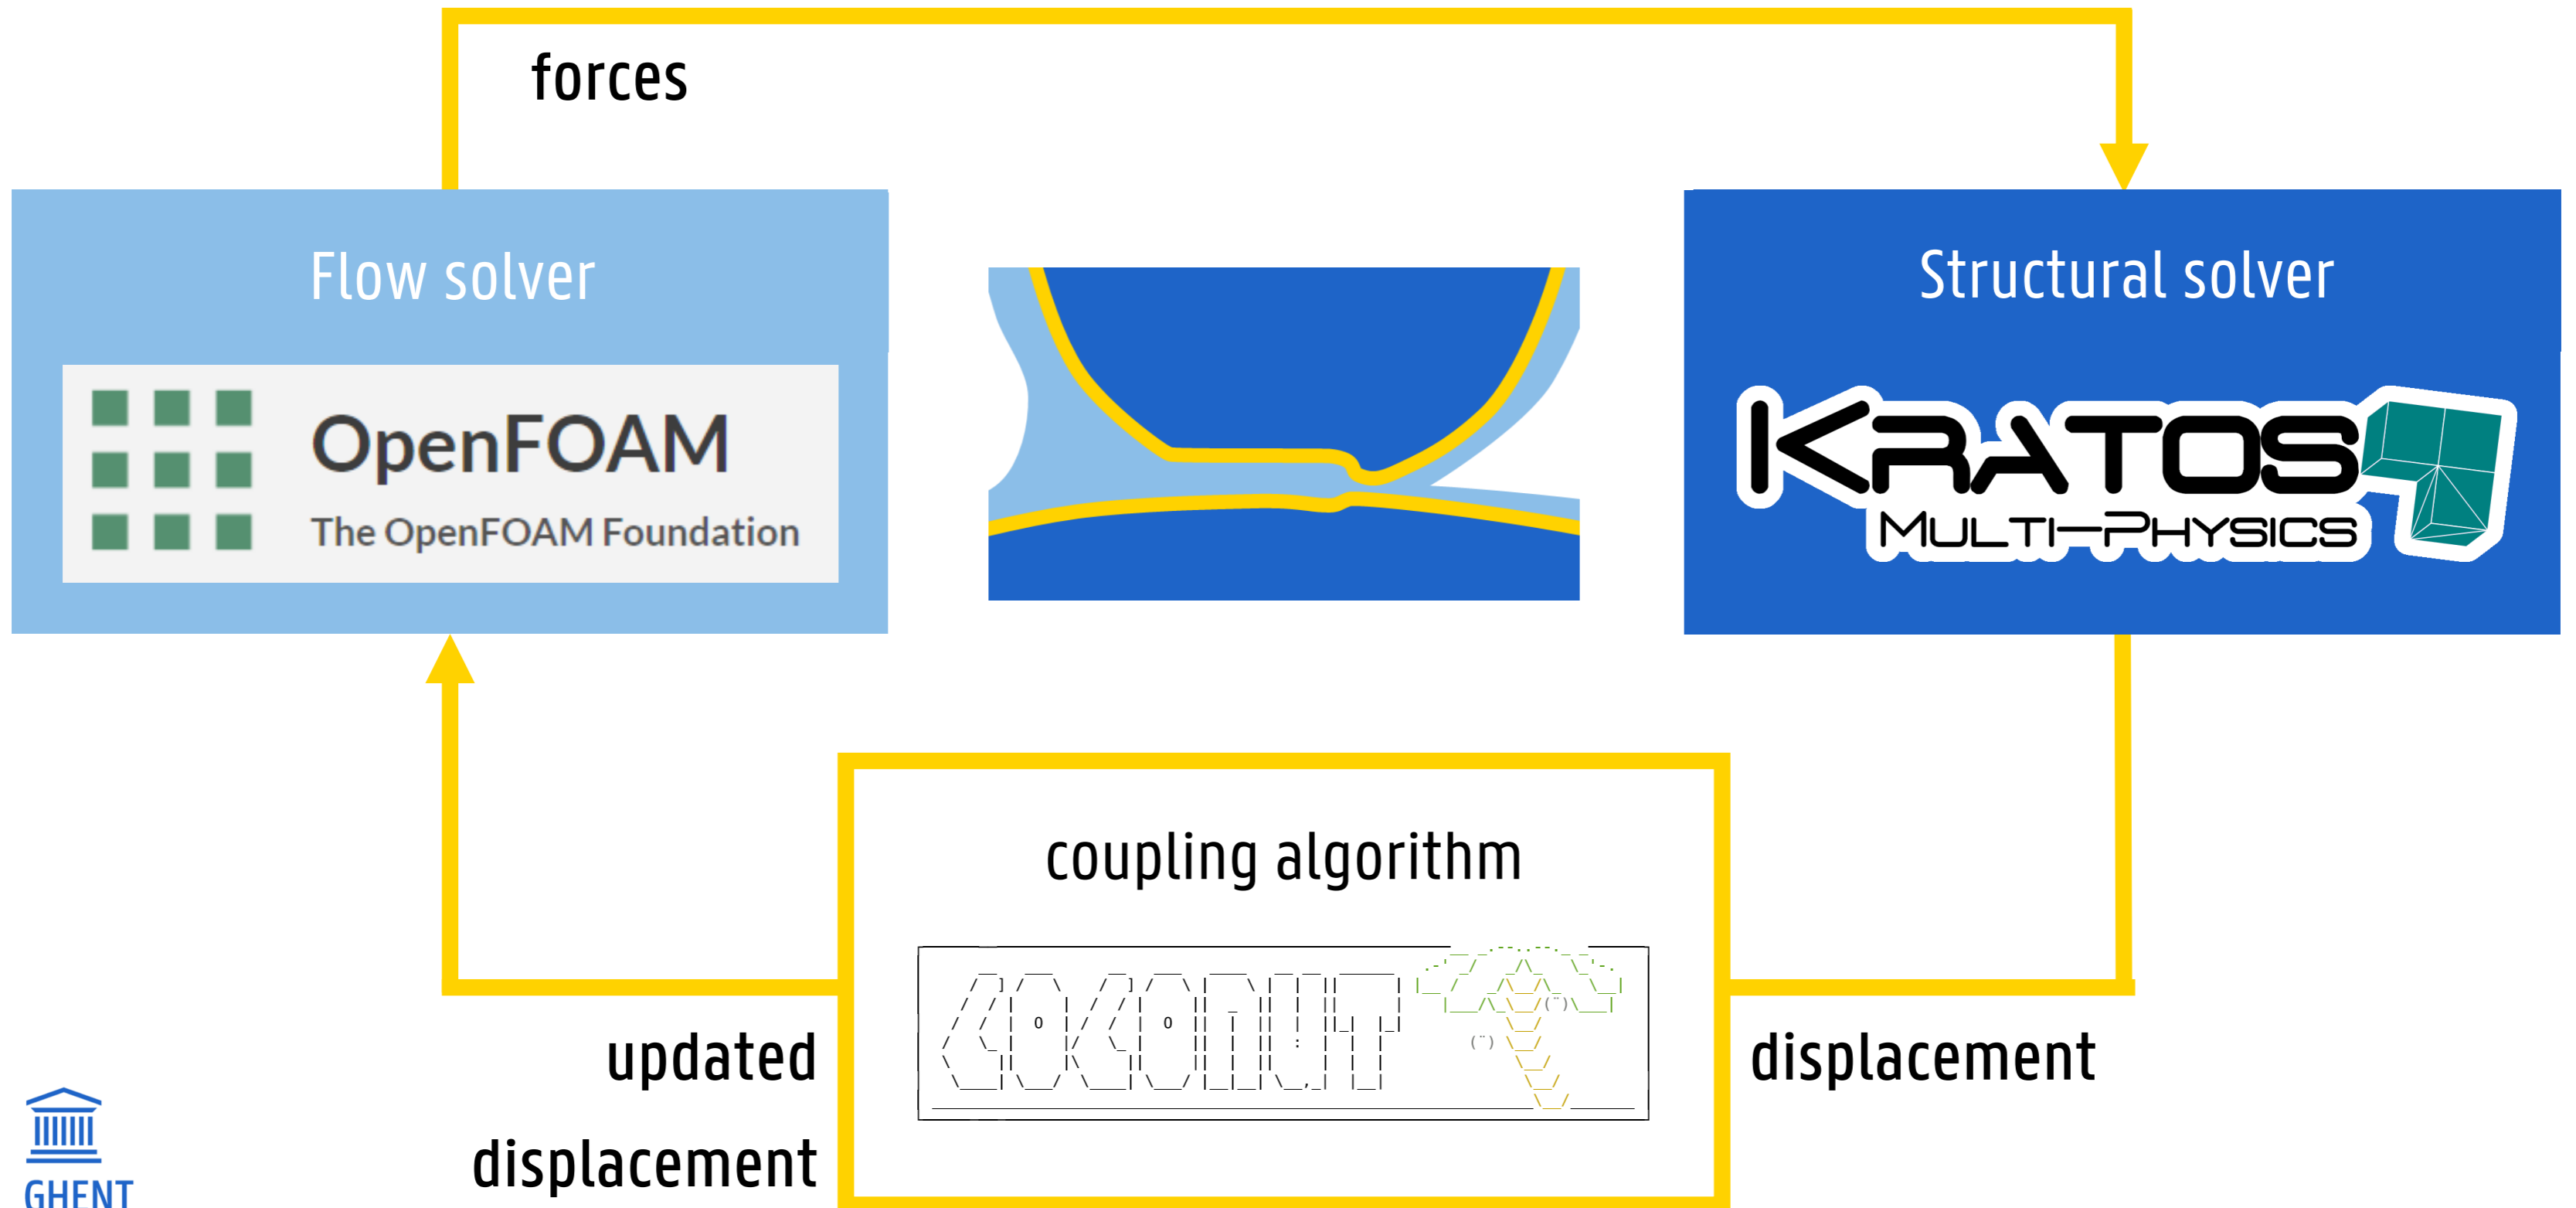 forces
Flow solver
OpenFOAM
The OpenFOAM Foundation
Structural solver
KRATOS
MULTI-PHYSICS
coupling algorithm
COCONUT
updated
displacement
displacement
GHENT